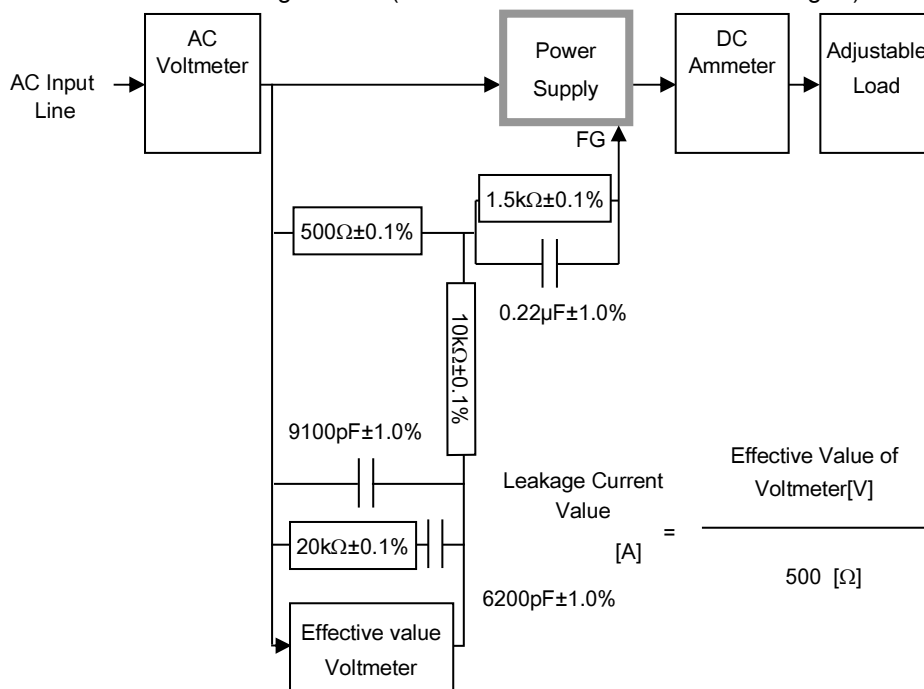 AC
Voltmeter
AC Input
Line
Power
Supply
DC
Ammeter
Adjustable
Load
FG
1.5kΩ±0.1%
500Ω±0.1%
0.22µF±1.0%
10kΩ±0.1%
9100pF±1.0%
Leakage Current
Value
[A]
=
Effective Value of
Voltmeter[V]
500 [Ω]
20kΩ±0.1%
6200pF±1.0%
Effective value
Voltmeter